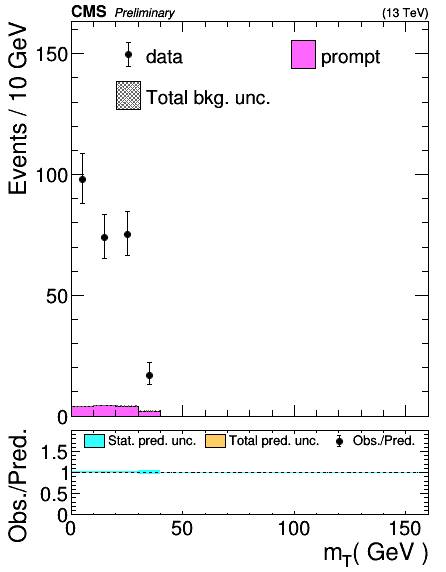 CMS Preliminary (13 TeV)
Events / 10 GeV
150
100
50
0
data
prompt
Total bkg. unc.
Obs./Pred.
1.5
1
0.5
0
Stat. pred. unc. Total pred. unc. Obs./Pred.
0 50 100 150
m_T( GeV )